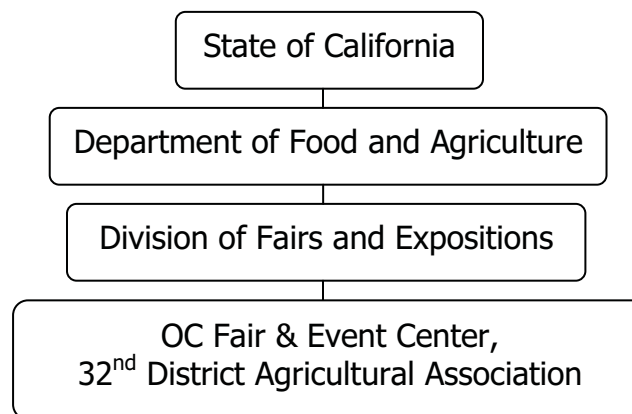 State of California
Department of Food and Agriculture
Division of Fairs and Expositions
OC Fair & Event Center,
32nd District Agricultural Association